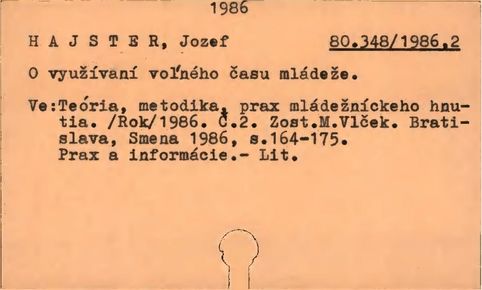 1986
H A J S T E R, Jozef 80.348/1986,2
O využívaní voľného času mládeže.
Ve:Teória, metodika, prax mládežníckeho hnu-
tia. /Rok/1986. Č.2. Zost.M.Vlček. Brati-
slava, Smena 1986, s.164-175.
Prax a informácie.- Lit.